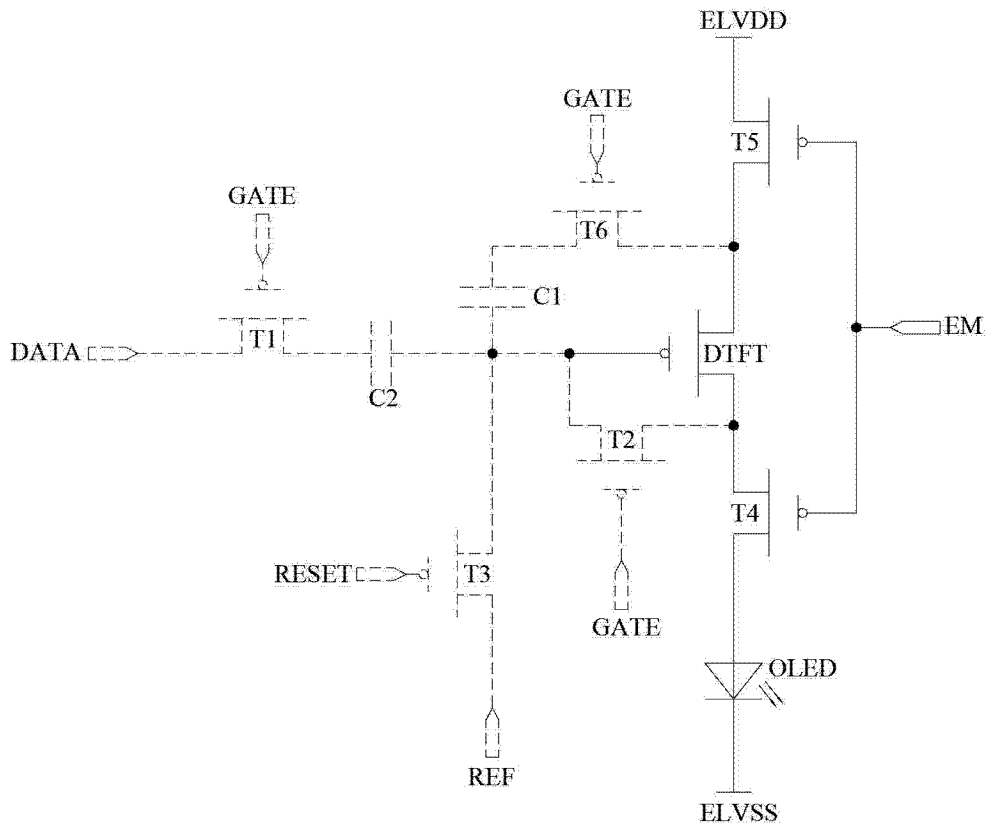 ELVDD
GATE
T5
GATE
T6
C1
T1
DATA
DTFT
EM
C2
T2
T4
RESET
T3
GATE
OLED
REF
ELVSS